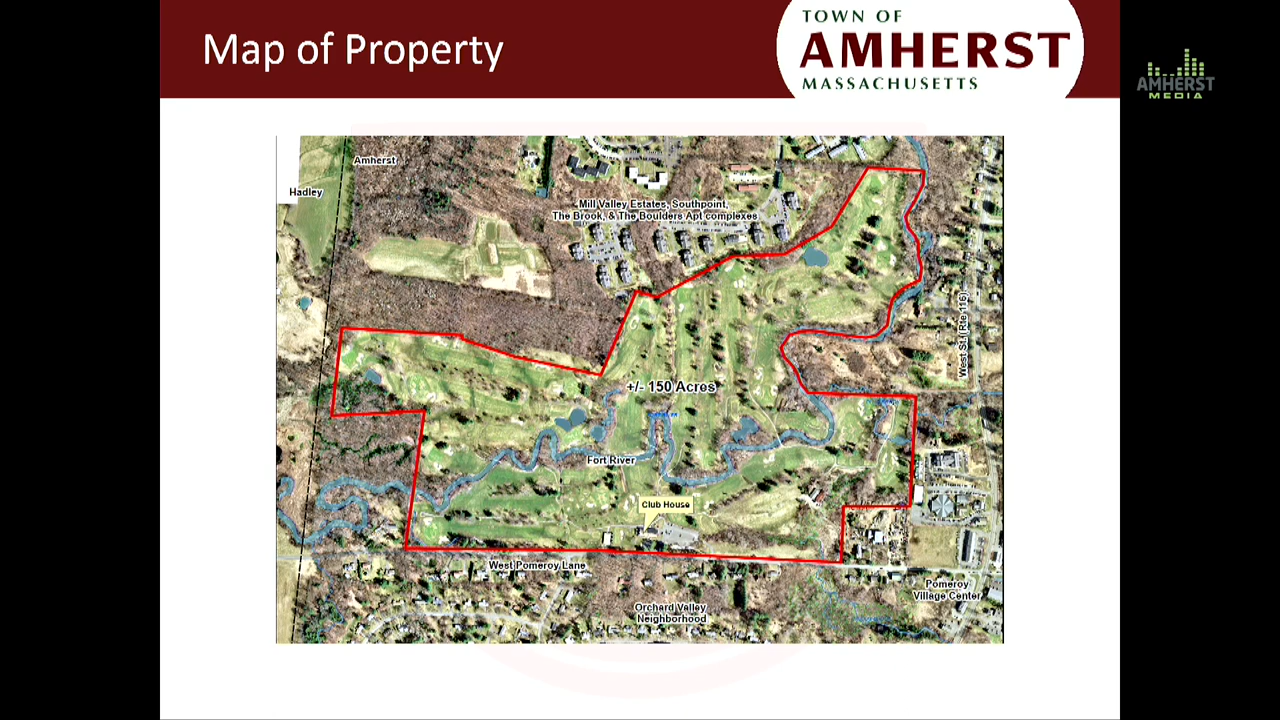 Map of Property
TOWN OF
AMHERST
MASSACHUSETTS
AMHERST
MEDIA
Amherst
Hadley
Mill Valley Estates, Southpoint,
The Brook, & The Boulders Apt complexes
West St (Rte 116)
+/- 150 Acres
Fort River
Club House
West Pomeroy Lane
Pomeroy
Village Center
Orchard Valley
Neighborhood